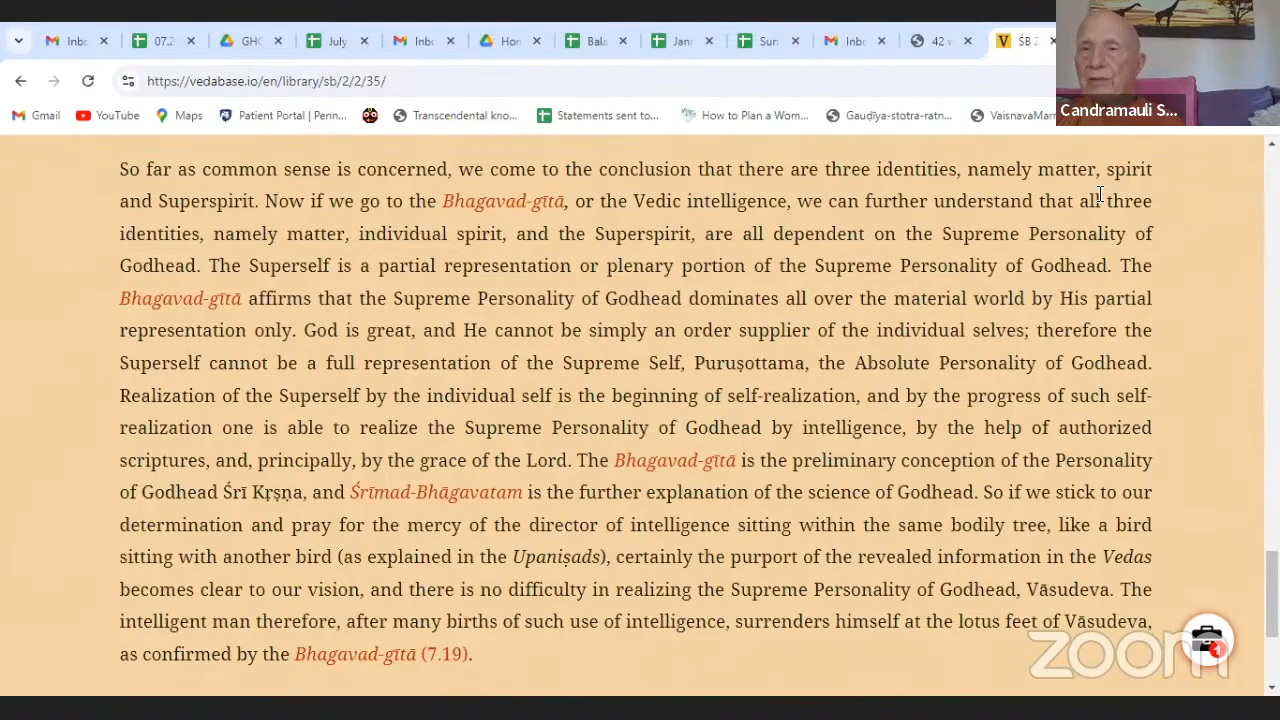 Inbc
07.2
GHC
July
Inbc
Hon
Bala
Jani
Sun
Inbc
42 v
ŚB 2
https://vedabase.io/en/library/sb/2/2/35/
Gmail
YouTube
Maps
Patient Portal | Penn...
Transcendental kno...
Statements sent to...
How to Plan a Wom...
Gauḍīya-stotra-ratn...
VaisnavaMar
Candramauli S...
So far as common sense is concerned, we come to the conclusion that there are three identities, namely matter, spirit
and Superspirit. Now if we go to the Bhagavad-gītā, or the Vedic intelligence, we can further understand that all three
identities, namely matter, individual spirit, and the Superspirit, are all dependent on the Supreme Personality of
Godhead. The Superself is a partial representation or plenary portion of the Supreme Personality of Godhead. The
Bhagavad-gītā affirms that the Supreme Personality of Godhead dominates all over the material world by His partial
representation only. God is great, and He cannot be simply an order supplier of the individual selves; therefore the
Superself cannot be a full representation of the Supreme Self, Puruṣottama, the Absolute Personality of Godhead.
Realization of the Superself by the individual self is the beginning of self-realization, and by the progress of such self-
realization one is able to realize the Supreme Personality of Godhead by intelligence, by the help of authorized
scriptures, and, principally, by the grace of the Lord. The Bhagavad-gītā is the preliminary conception of the Personality
of Godhead Śrī Kṛṣṇa, and Śrīmad-Bhāgavatam is the further explanation of the science of Godhead. So if we stick to our
determination and pray for the mercy of the director of intelligence sitting within the same bodily tree, like a bird
sitting with another bird (as explained in the Upaniṣads), certainly the purport of the revealed information in the Vedas
becomes clear to our vision, and there is no difficulty in realizing the Supreme Personality of Godhead, Vāsudeva. The
intelligent man therefore, after many births of such use of intelligence, surrenders himself at the lotus feet of Vāsudeva,
as confirmed by the Bhagavad-gītā (7.19).
1
zoom